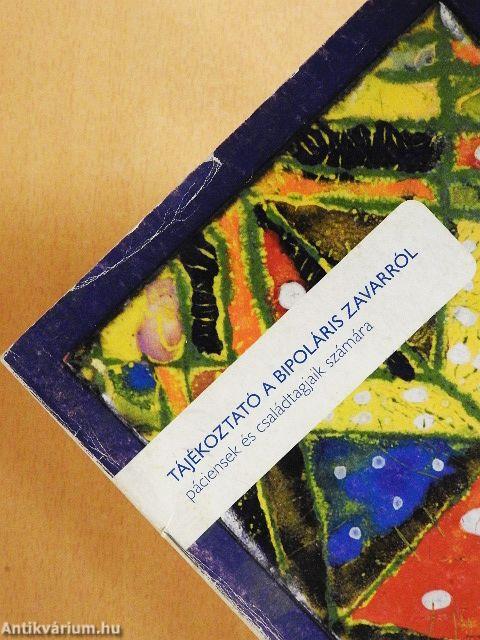 TÁJÉKOZTATÓ A BIPOLÁRIS ZAVARRÓL
páciensek és családtagjaik számára
Antikvárium.hu